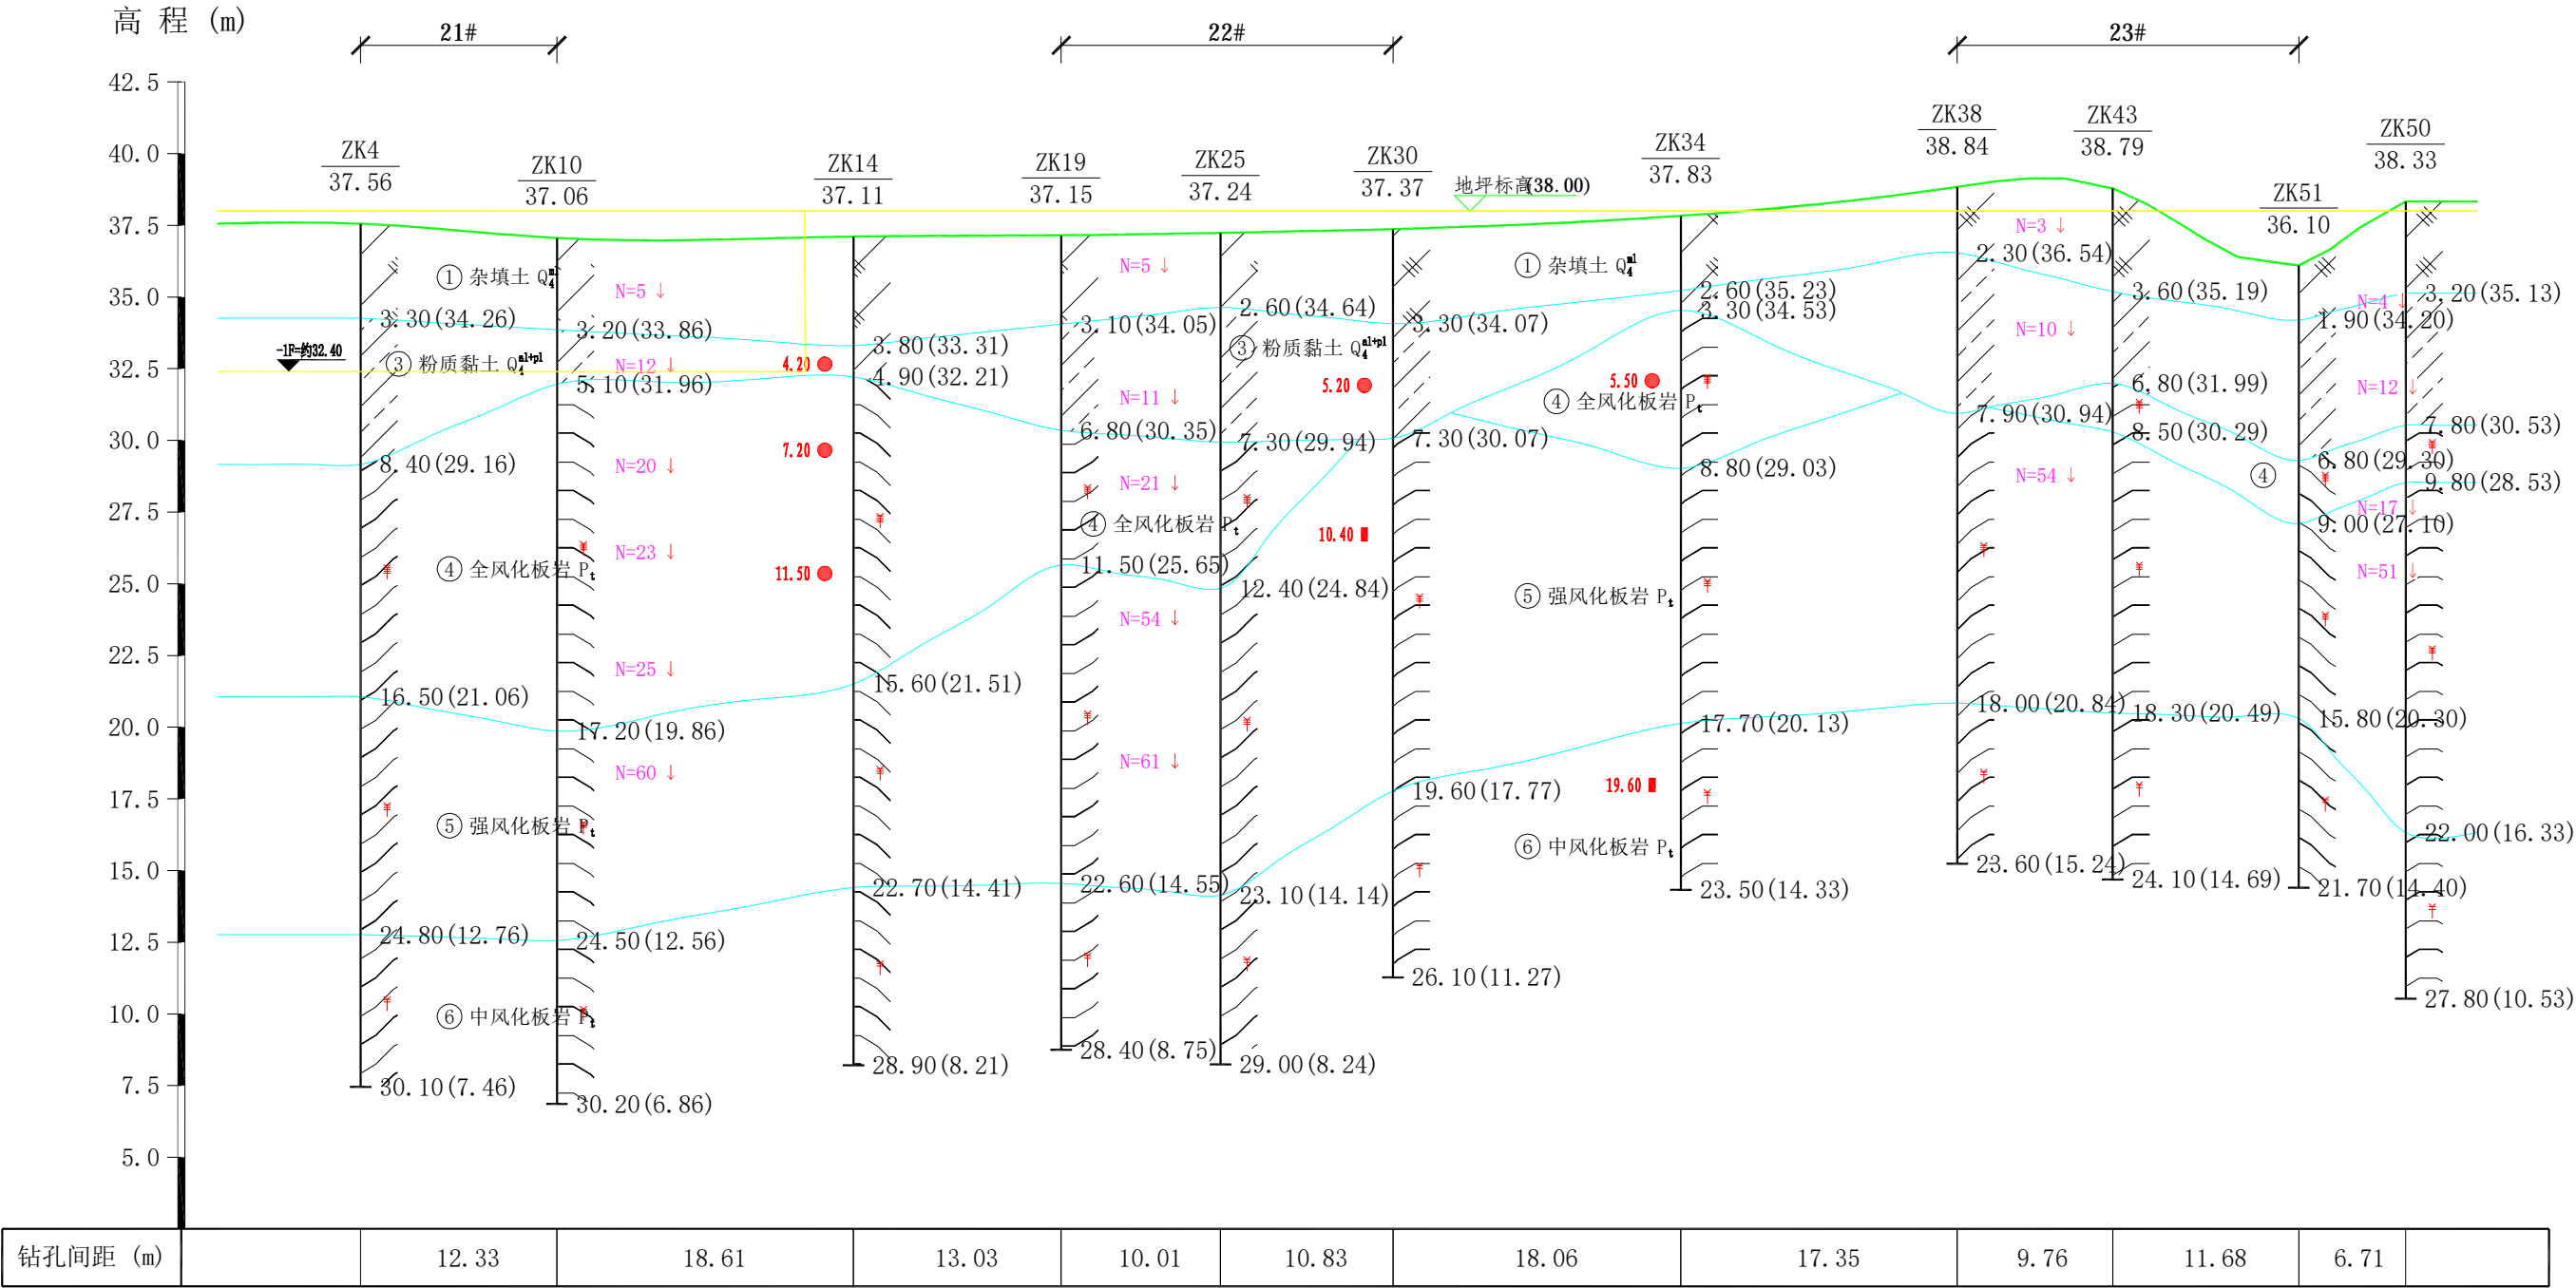 高 程 (m)
21#
22#
23#
42.5
40.0
37.5
35.0
32.5
30.0
27.5
25.0
22.5
20.0
17.5
15.0
12.5
10.0
7.5
5.0
ZK4
37.56
3.30(34.26)
8.40(29.16)
16.50(21.06)
24.80(12.76)
30.10(7.46)
-1F=约32.40
① 杂填土 Q₄ᵐˡ
③ 粉质黏土 Q₄ᵃˡ⁺ᵖˡ
④ 全风化板岩 Pt
⑤ 强风化板岩 Pt
⑥ 中风化板岩 Pt
ZK10
37.06
3.20(33.86)
5.10(31.96)
17.20(19.86)
24.50(12.56)
30.20(6.86)
N=5 ↓
N=12 ↓
N=20 ↓
N=23 ↓
N=25 ↓
N=60 ↓
4.20
7.20
11.50
ZK14
37.11
3.80(33.31)
4.90(32.21)
15.60(21.51)
22.70(14.41)
28.90(8.21)
ZK19
37.15
3.10(34.05)
6.80(30.35)
11.50(25.65)
22.60(14.55)
28.40(8.75)
N=5 ↓
N=11 ↓
N=21 ↓
④ 全风化板岩 Pt
N=54 ↓
N=61 ↓
ZK25
37.24
2.60(34.64)
③ 粉质黏土 Q₄ᵃˡ⁺ᵖˡ
7.30(29.94)
12.40(24.84)
23.10(14.14)
29.00(8.24)
5.20
10.40
ZK30
37.37
3.30(34.07)
7.30(30.07)
19.60(17.77)
26.10(11.27)
地坪标高(38.00)
① 杂填土 Q₄ᵐˡ
5.50
④ 全风化板岩 Pt
⑤ 强风化板岩 Pt
19.60
⑥ 中风化板岩 Pt
ZK34
37.83
2.60(35.23)
3.30(34.53)
8.80(29.03)
17.70(20.13)
23.50(14.33)
ZK38
38.84
2.30(36.54)
7.90(30.94)
18.00(20.84)
23.60(15.24)
N=3 ↓
N=10 ↓
N=54 ↓
ZK43
38.79
3.60(35.19)
6.80(31.99)
8.50(30.29)
18.30(20.49)
24.10(14.69)
④
ZK51
36.10
1.90(34.20)
6.80(29.30)
9.00(27.10)
15.80(20.30)
21.70(14.40)
N=4 ↓
N=12 ↓
N=17 ↓
N=51 ↓
ZK50
38.33
3.20(35.13)
7.80(30.53)
9.80(28.53)
22.00(16.33)
27.80(10.53)
钻孔间距 (m)
12.33
18.61
13.03
10.01
10.83
18.06
17.35
9.76
11.68
6.71